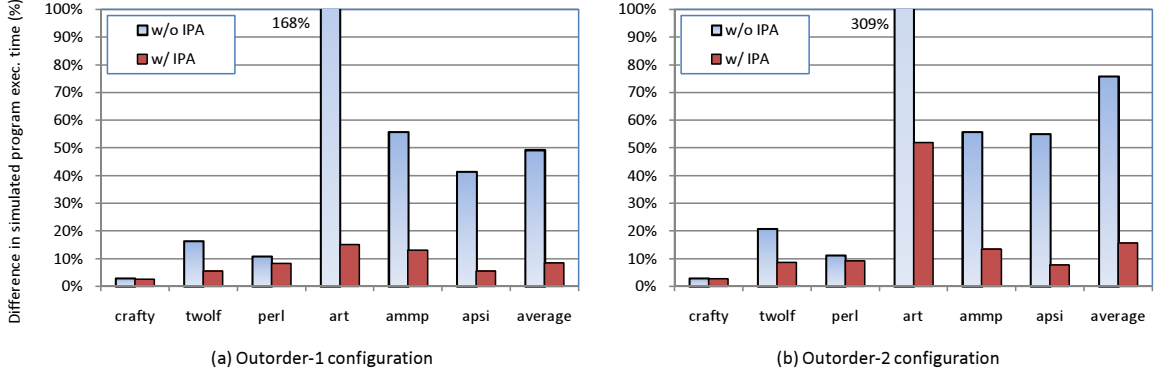 Difference in simulated program exec. time (%)
100%
90%
80%
70%
60%
50%
40%
30%
20%
10%
0%
w/o IPA
w/ IPA
168%
crafty twolf perl art ammp apsi average
(a) Outorder-1 configuration
100%
90%
80%
70%
60%
50%
40%
30%
20%
10%
0%
w/o IPA
w/ IPA
309%
crafty twolf perl art ammp apsi average
(b) Outorder-2 configuration